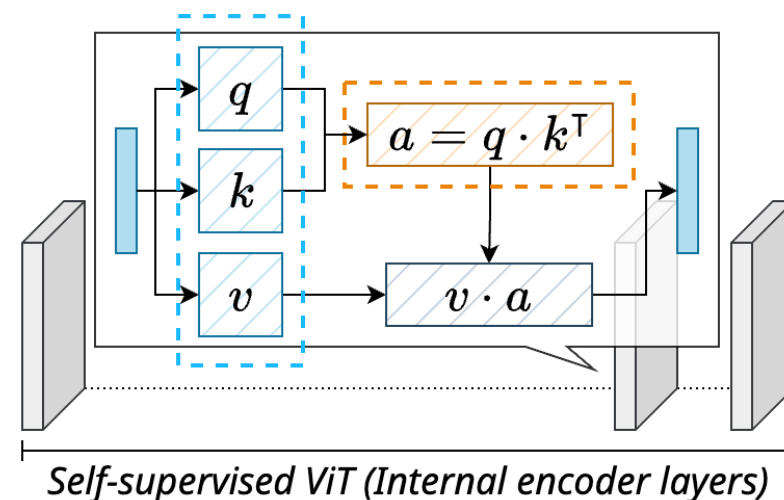 q
a = q · k⊤
k
v
v · a
Self-supervised ViT (Internal encoder layers)